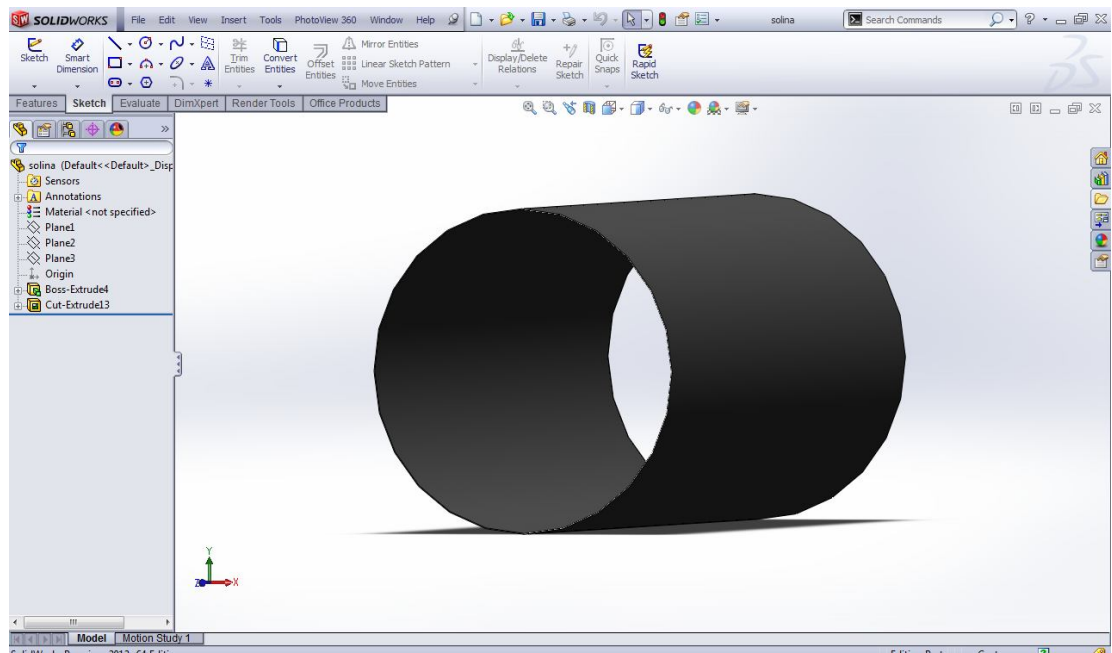 SOLIDWORKS File Edit View Insert Tools PhotoView 360 Window Help solina Search Commands
Sketch Smart Dimension Trim Entities Convert Entities Offset Entities Mirror Entities Linear Sketch Pattern Move Entities Display/Delete Relations Repair Sketch Quick Snaps Rapid Sketch
Features Sketch Evaluate DimXpert Render Tools Office Products
solina (Default<<Default>_Disp
Sensors
Annotations
Material <not specified>
Plane1
Plane2
Plane3
Origin
Boss-Extrude4
Cut-Extrude13
Y
Z X
Model Motion Study 1